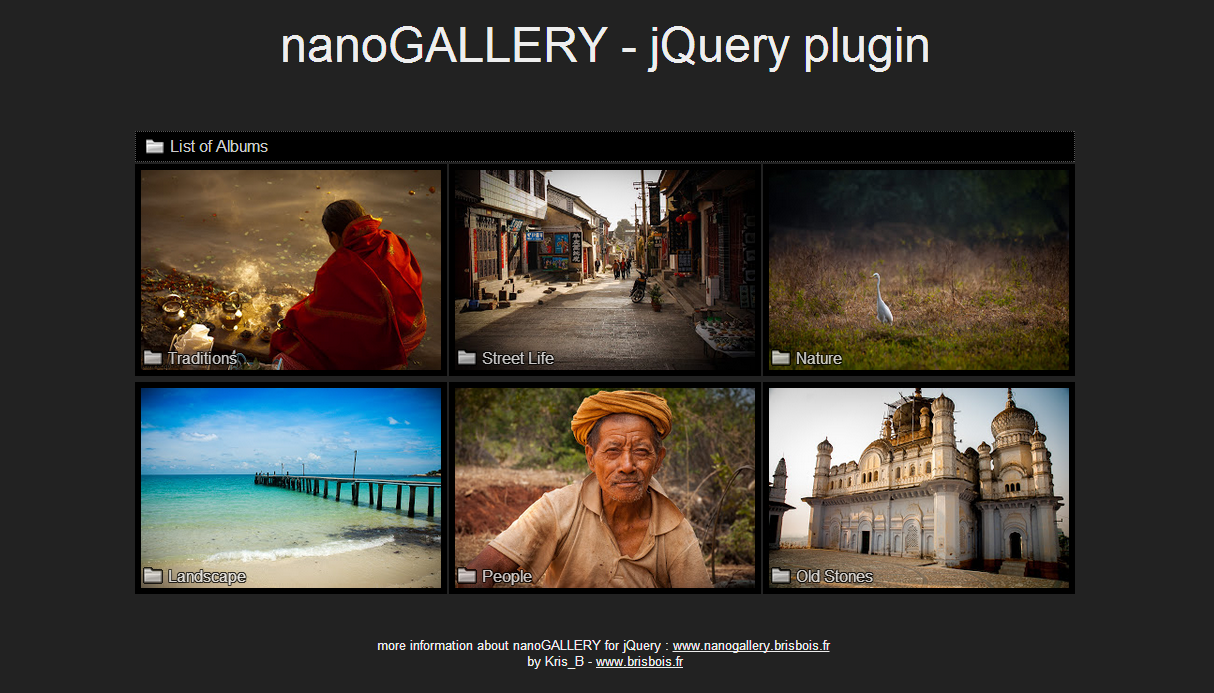 nanoGALLERY - jQuery plugin
List of Albums
Traditions
Street Life
Nature
Landscape
People
Old Stones
more information about nanoGALLERY for jQuery : www.nanogallery.brisbois.fr
by Kris_B - www.brisbois.fr